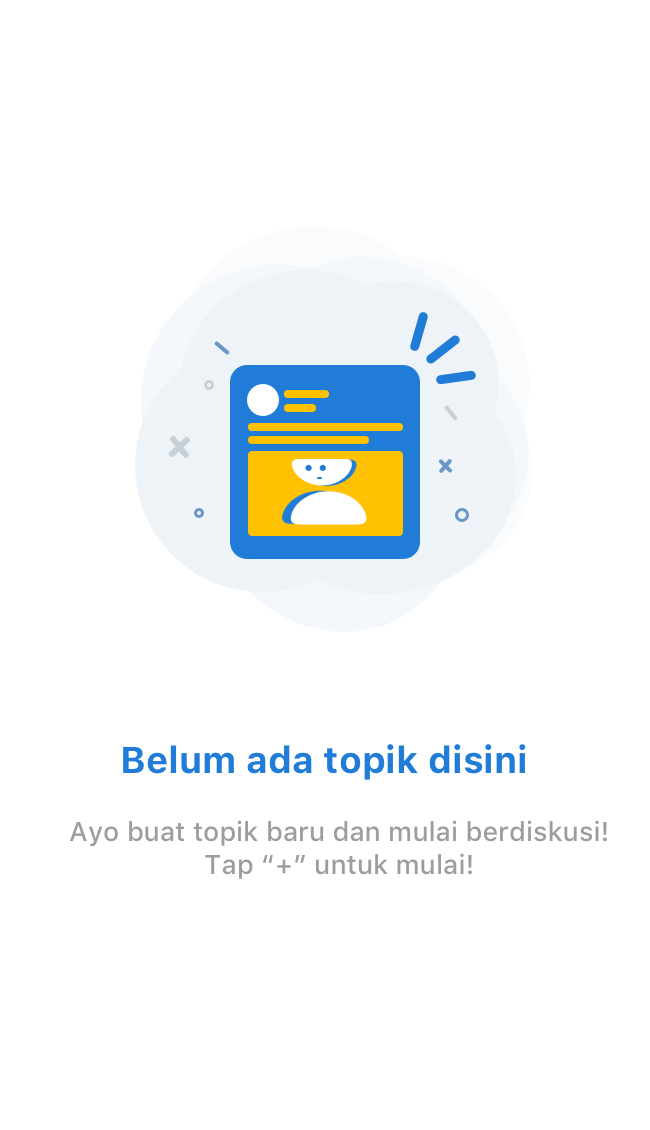 Belum ada topik disini
Ayo buat topik baru dan mulai berdiskusi!
Tap “+” untuk mulai!